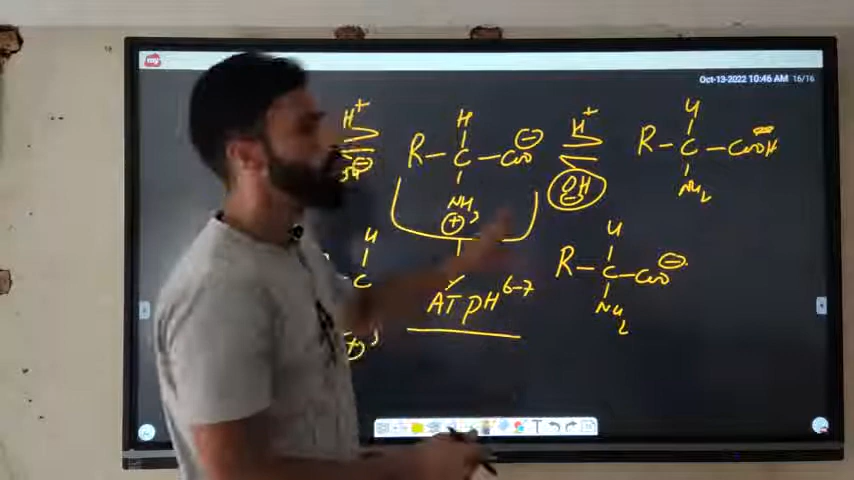 my
Oct-13-2022 10:46 AM 16/16
H+ H H+ H
R-C-COO⊖ R-C-COOH
NH3 OH NH2
⊕ ⊖
H H
C R-C-COO⊖
AT pH 6-7 NH2
⊕
T